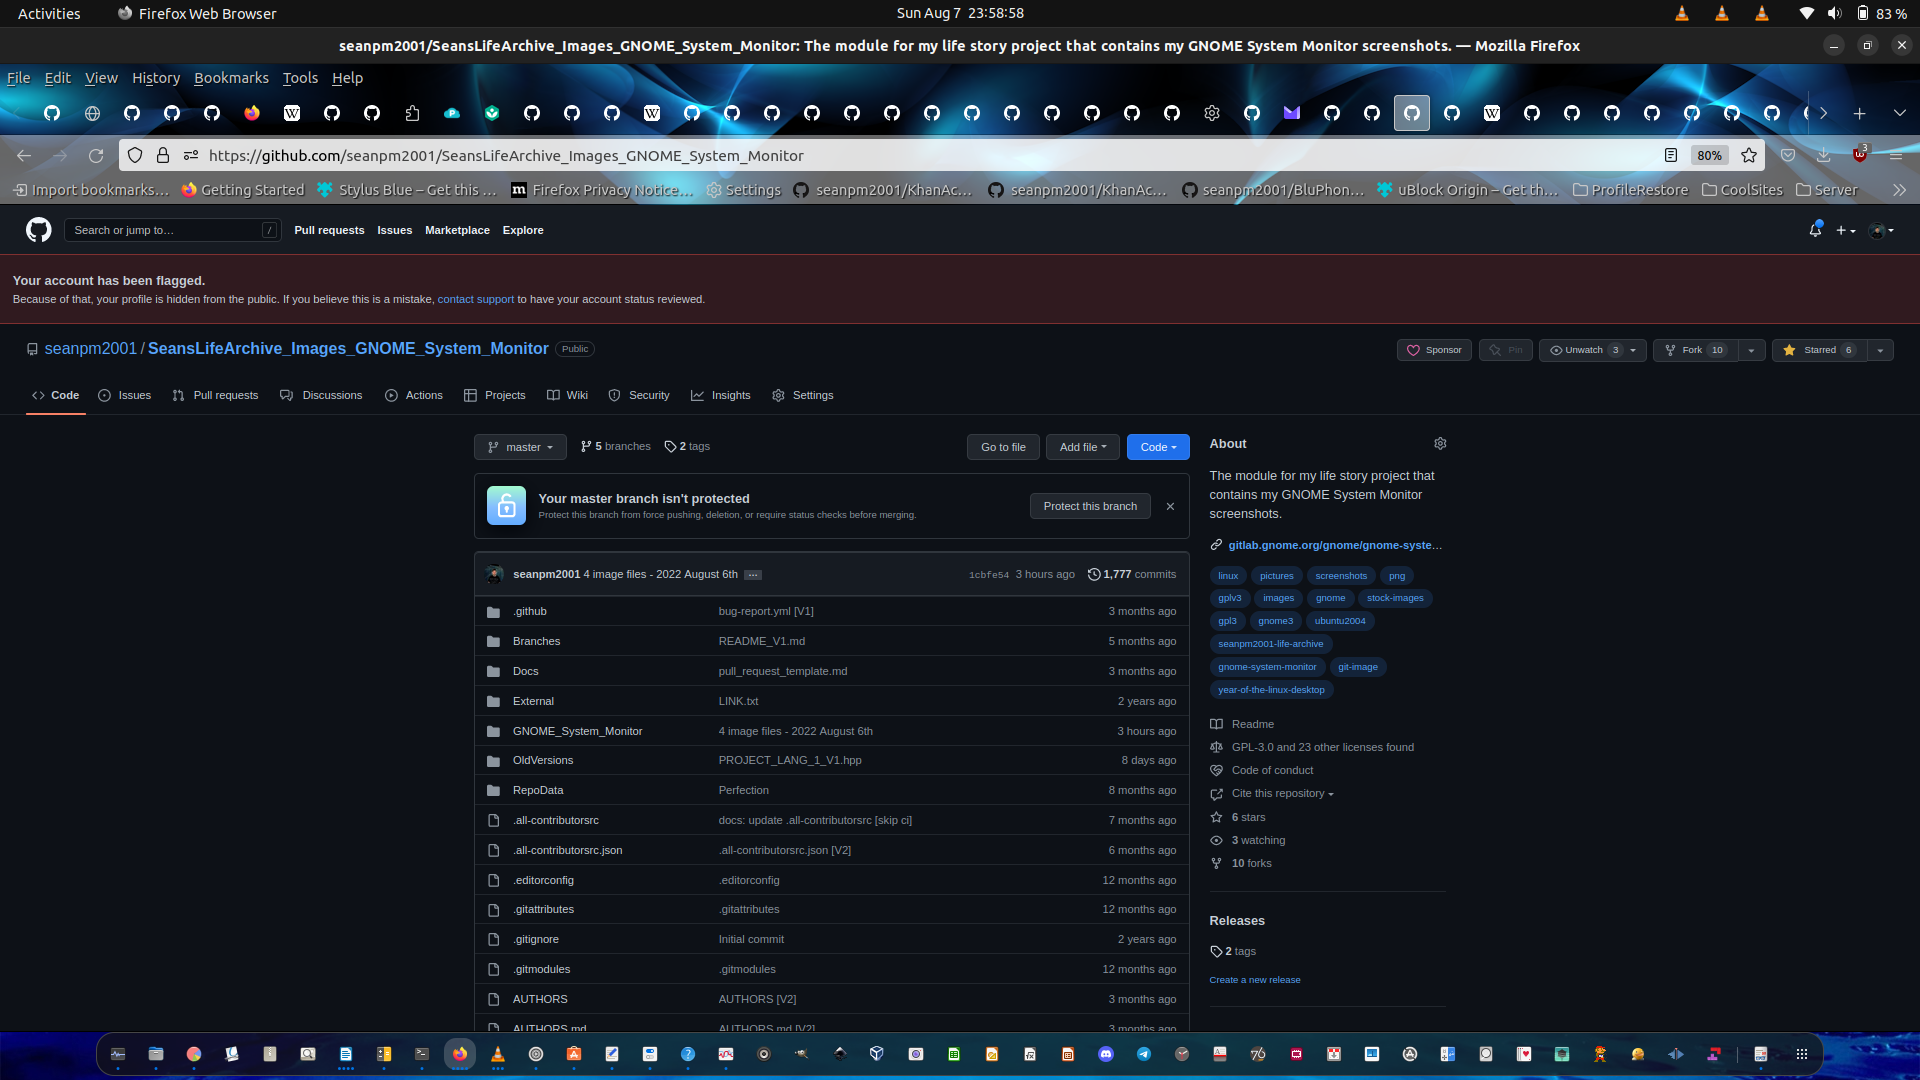 Activities
Firefox Web Browser
Sun Aug 7 23:58:58
83 %
seanpm2001/SeansLifeArchive_Images_GNOME_System_Monitor: The module for my life story project that contains my GNOME System Monitor screenshots. — Mozilla Firefox
File Edit View History Bookmarks Tools Help
https://github.com/seanpm2001/SeansLifeArchive_Images_GNOME_System_Monitor
80%
3
Import bookmarks… Getting Started Stylus Blue – Get this … Firefox Privacy Notice… Settings seanpm2001/KhanAc… seanpm2001/KhanAc… seanpm2001/BluPhon… uBlock Origin – Get th… ProfileRestore CoolSites Server
Search or jump to… /
Pull requests Issues Marketplace Explore
Your account has been flagged.
Because of that, your profile is hidden from the public. If you believe this is a mistake, contact support to have your account status reviewed.
seanpm2001 / SeansLifeArchive_Images_GNOME_System_Monitor Public
Sponsor Pin Unwatch 3 Fork 10 Starred 6
Code Issues Pull requests Discussions Actions Projects Wiki Security Insights Settings
master 5 branches 2 tags Go to file Add file Code
Your master branch isn't protected
Protect this branch from force pushing, deletion, or require status checks before merging.
Protect this branch
seanpm2001 4 image files - 2022 August 6th … 1cbfe54 3 hours ago 1,777 commits
.github bug-report.yml [V1] 3 months ago
Branches README_V1.md 5 months ago
Docs pull_request_template.md 3 months ago
External LINK.txt 2 years ago
GNOME_System_Monitor 4 image files - 2022 August 6th 3 hours ago
OldVersions PROJECT_LANG_1_V1.hpp 8 days ago
RepoData Perfection 8 months ago
.all-contributorsrc docs: update .all-contributorsrc [skip ci] 7 months ago
.all-contributorsrc.json .all-contributorsrc.json [V2] 6 months ago
.editorconfig .editorconfig 12 months ago
.gitattributes .gitattributes 12 months ago
.gitignore Initial commit 2 years ago
.gitmodules .gitmodules 12 months ago
AUTHORS AUTHORS [V2] 3 months ago
AUTHORS.md AUTHORS.md [V2] 3 months ago
About
The module for my life story project that
contains my GNOME System Monitor
screenshots.
gitlab.gnome.org/gnome/gnome-syste…
linux pictures screenshots png
gplv3 images gnome stock-images
gpl3 gnome3 ubuntu2004
seanpm2001-life-archive
gnome-system-monitor git-image
year-of-the-linux-desktop
Readme
GPL-3.0 and 23 other licenses found
Code of conduct
Cite this repository
6 stars
3 watching
10 forks
Releases
2 tags
Create a new release